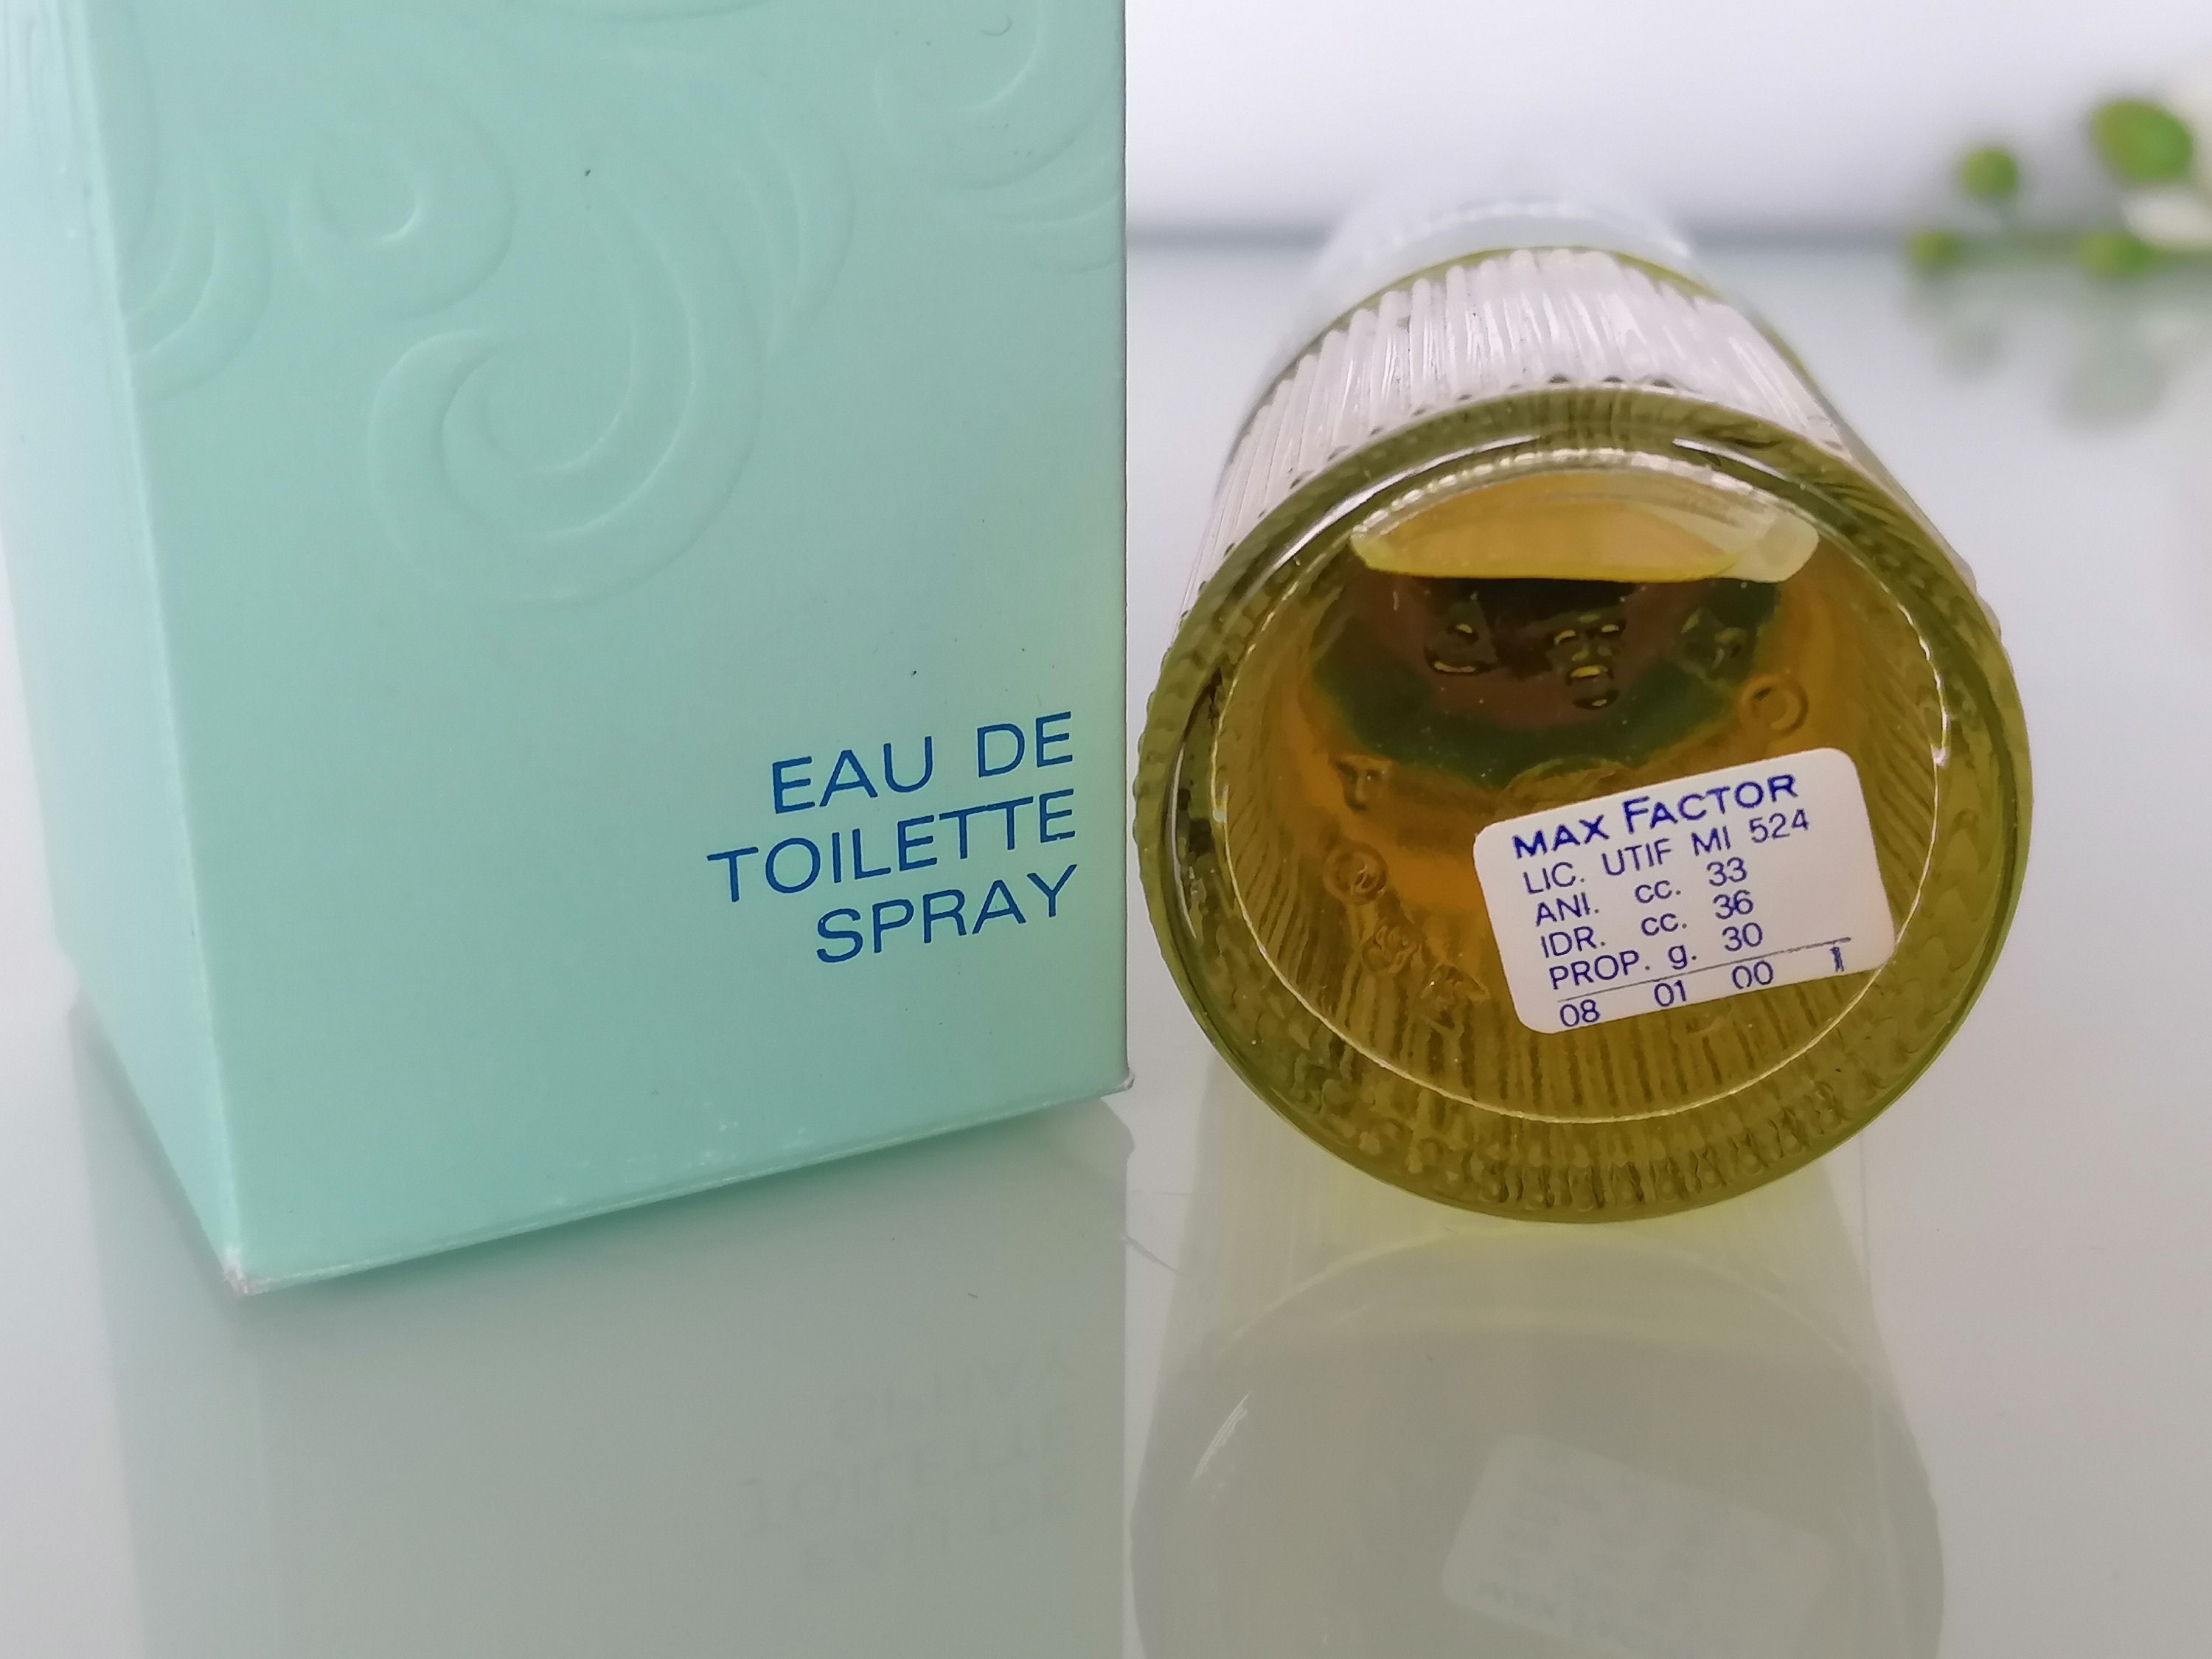 EAU DE
TOILETTE
SPRAY
MAX FACTOR
LIC. UTIF MI 524
ANI. cc. 33
IDR. cc. 36
PROP. g. 30
08 01 00 1